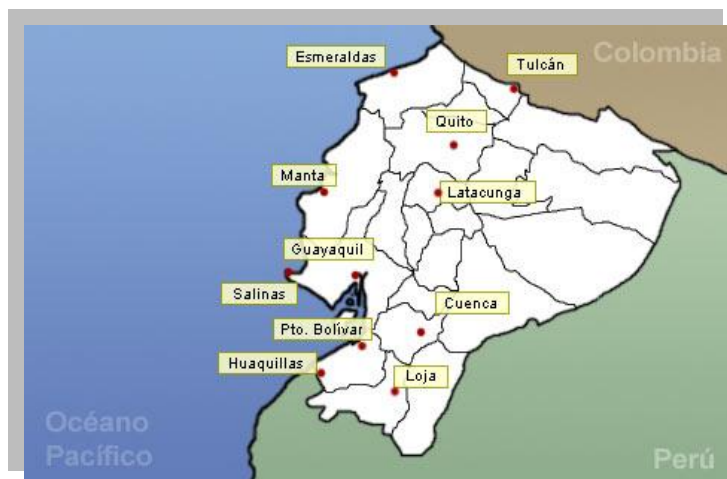 Colombia
Esmeraldas
Tulcán
Quito
Manta
Latacunga
Guayaquil
Salinas
Cuenca
Pto. Bolívar
Huaquillas
Loja
Océano
Pacífico
Perú